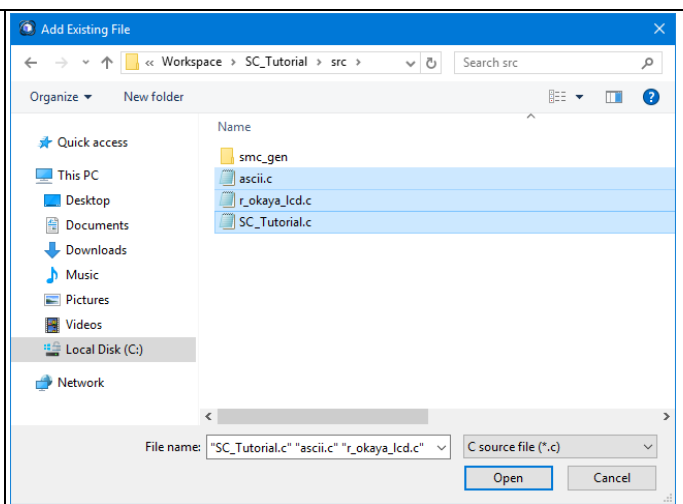 Add Existing File
« Workspace › SC_Tutorial › src ›
Search src
Organize
New folder
Name
Quick access
This PC
Desktop
Documents
Downloads
Music
Pictures
Videos
Local Disk (C:)
Network
smc_gen
ascii.c
r_okaya_lcd.c
SC_Tutorial.c
File name: "SC_Tutorial.c" "ascii.c" "r_okaya_lcd.c"
C source file (*.c)
Open
Cancel